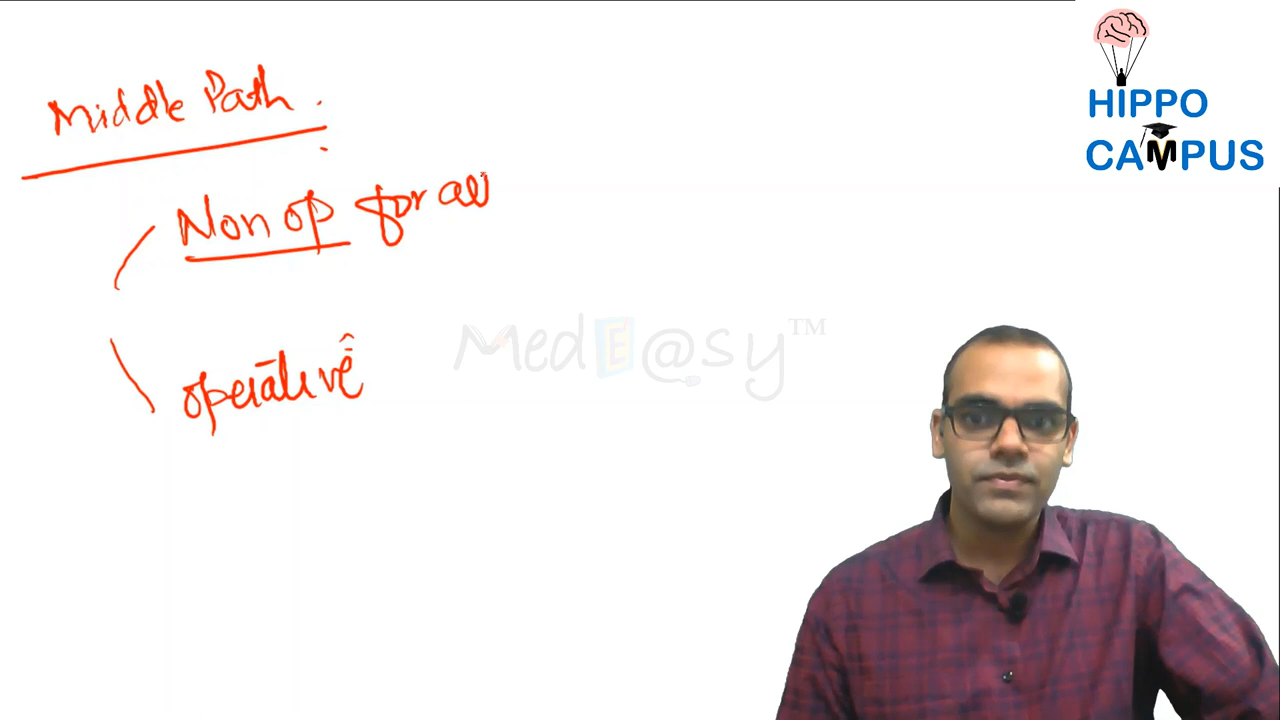 Middle Path.
Non op for all
operative
HIPPO
CAMPUS
MedE@sy™